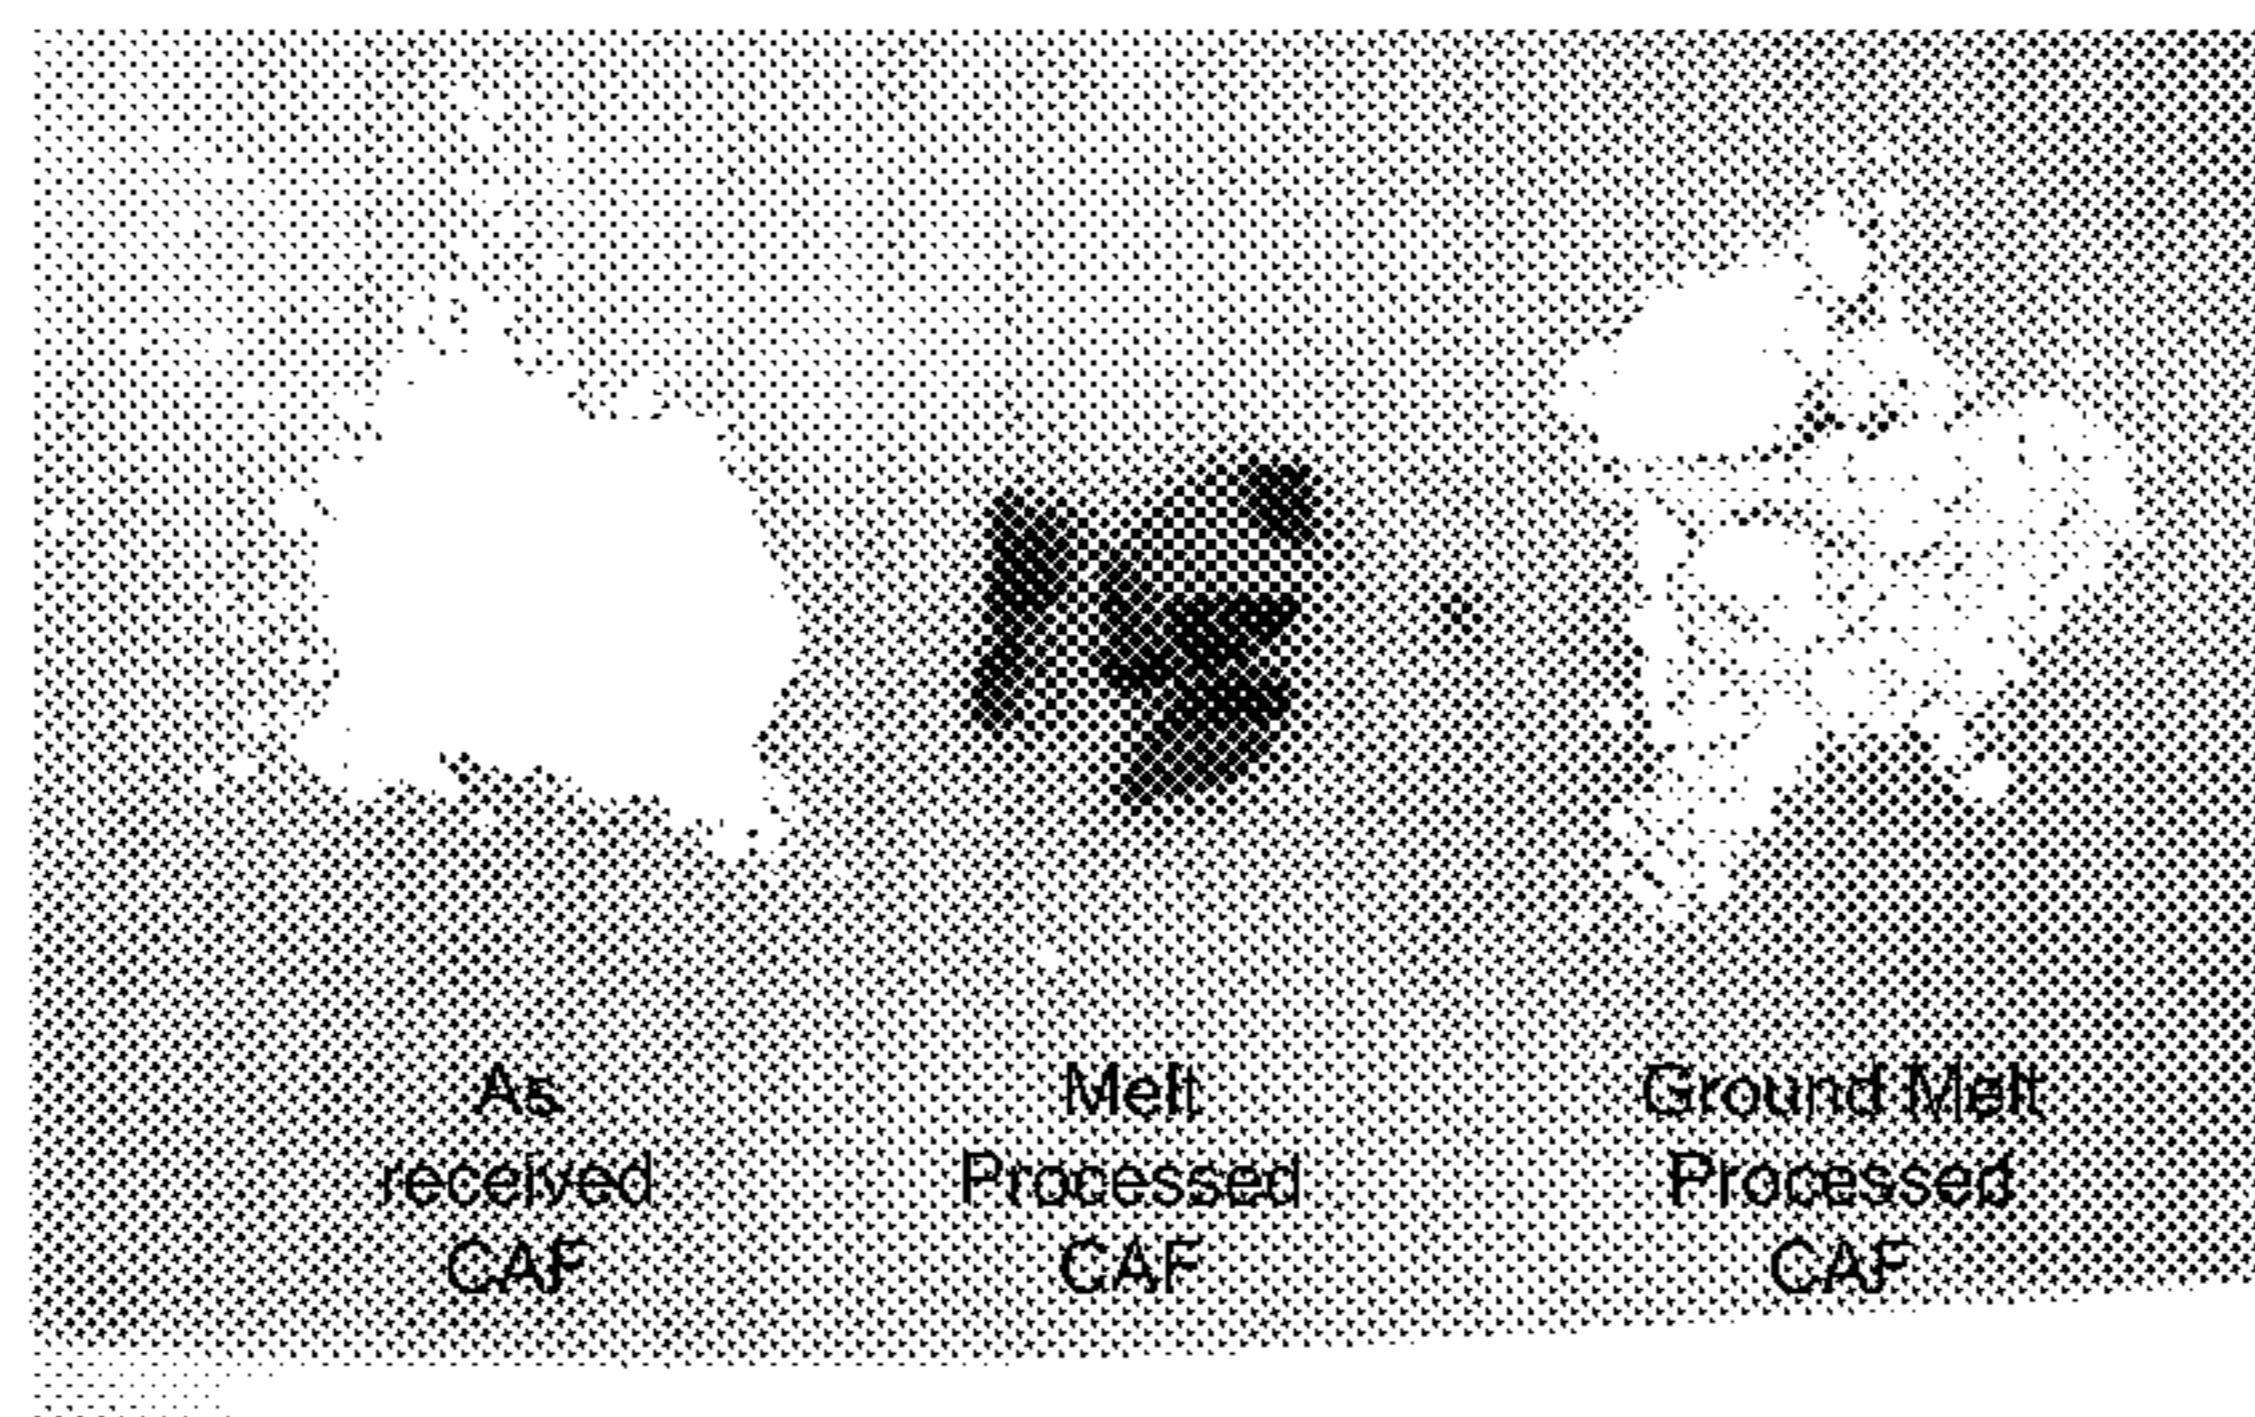 As
received
CAF
Melt
Processed
CAF
Ground Melt
Processed
CAF